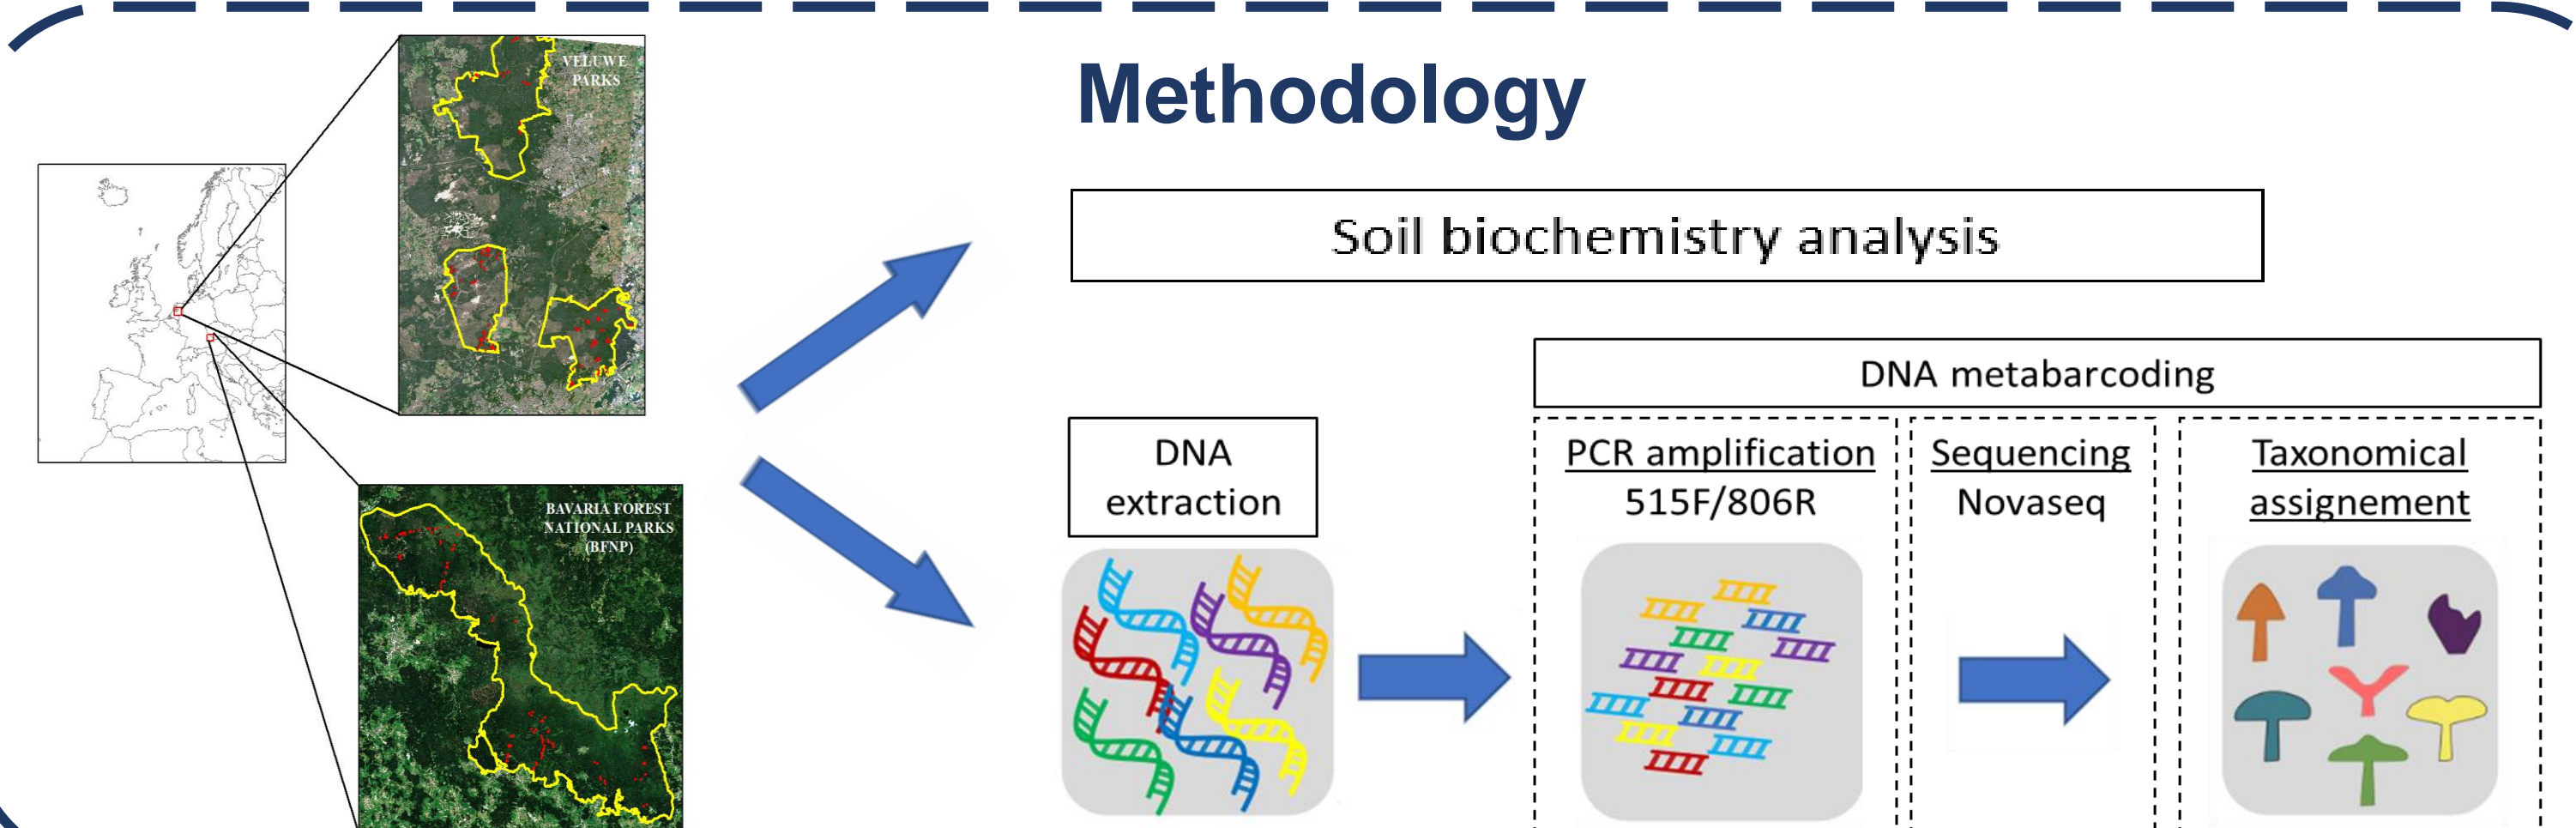 Methodology
VELUWE
PARKS
BAVARIA FOREST
NATIONAL PARKS
(BFNP)
Soil biochemistry analysis
DNA metabarcoding
DNA
extraction
PCR amplification
515F/806R
Sequencing
Novaseq
Taxonomical
assignement